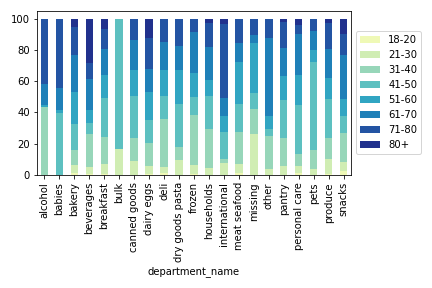 100
80
60
40
20
0
alcohol
babies
bakery
beverages
breakfast
bulk
canned goods
dairy eggs
deli
dry goods pasta
frozen
households
international
meat seafood
missing
other
pantry
personal care
pets
produce
snacks
department_name
18-20
21-30
31-40
41-50
51-60
61-70
71-80
80+